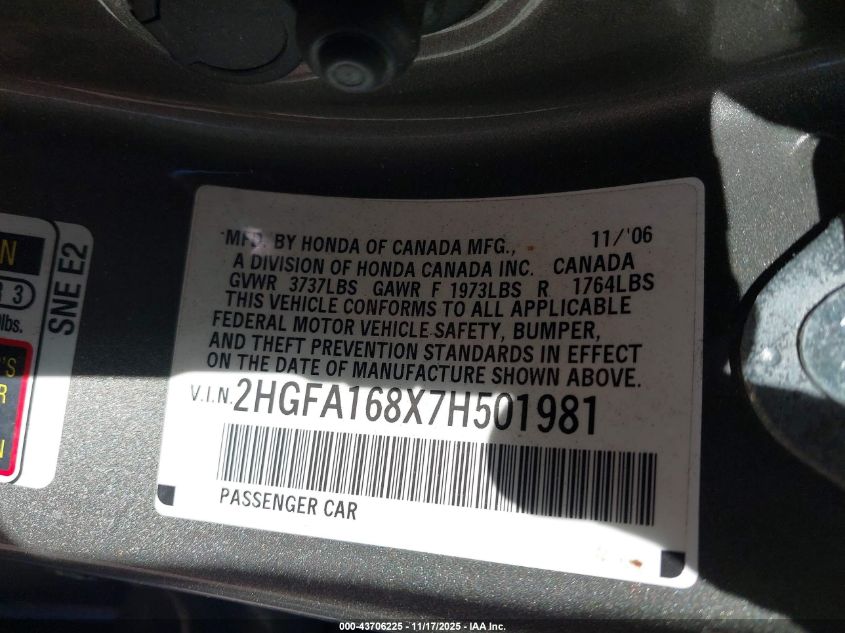 MFD. BY HONDA OF CANADA MFG., 11/'06
A DIVISION OF HONDA CANADA INC. CANADA
GVWR 3737LBS GAWR F 1973LBS R 1764LBS
THIS VEHICLE CONFORMS TO ALL APPLICABLE
FEDERAL MOTOR VEHICLE SAFETY, BUMPER,
AND THEFT PREVENTION STANDARDS IN EFFECT
ON THE DATE OF MANUFACTURE SHOWN ABOVE.
V.I.N. 2HGFA168X7H501981
PASSENGER CAR
SNE E2
N
3
lbs.
'S
R
N
000-43706225 - 11/17/2025 - IAA Inc.